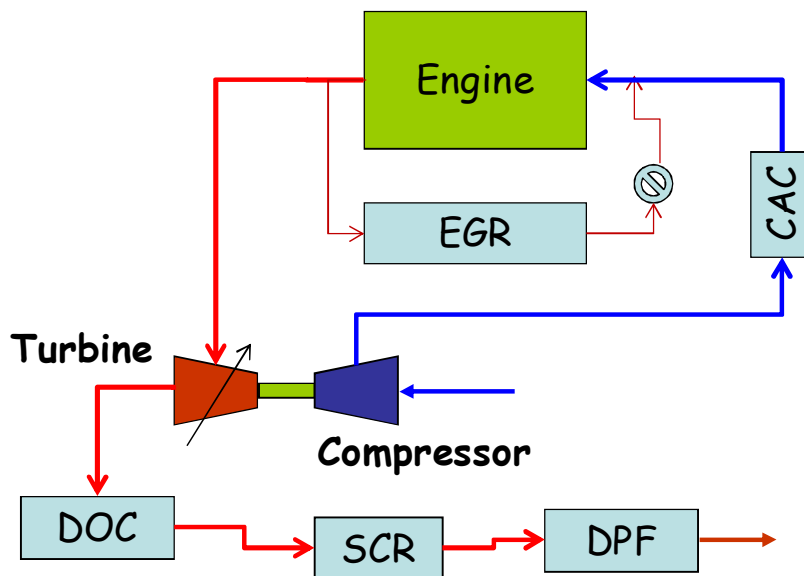 Engine
CAC
EGR
Turbine
Compressor
DOC
SCR
DPF